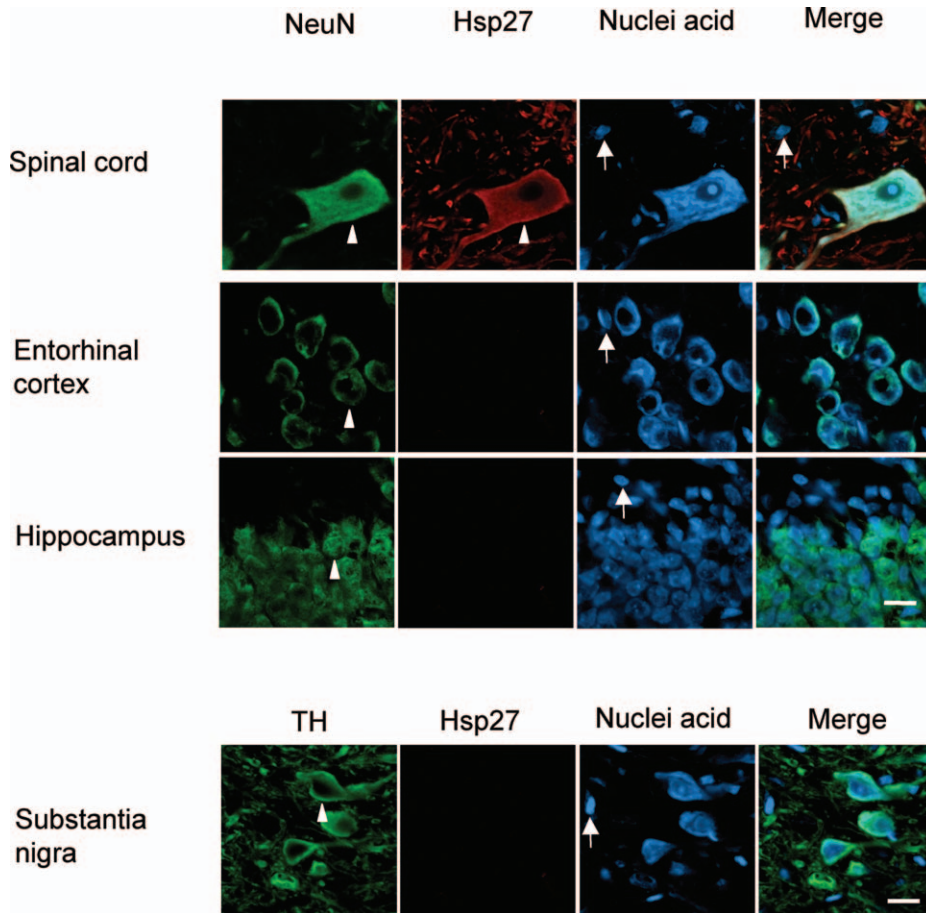 NeuN Hsp27 Nuclei acid Merge
Spinal cord
Entorhinal
cortex
Hippocampus
TH Hsp27 Nuclei acid Merge
Substantia
nigra